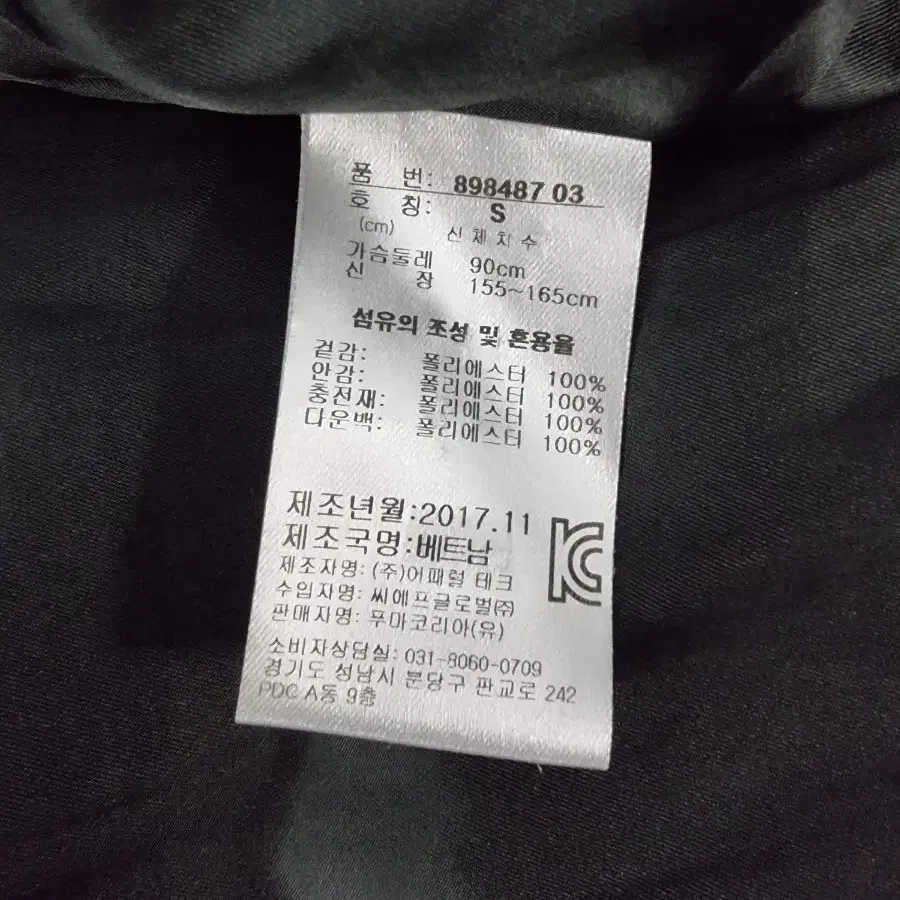 품 번: 898487 03
호 칭: S
(cm) 신체치수
가슴둘레 90cm
신 장 155~165cm
섬유의 조성 및 혼용율
겉감: 폴리에스터 100%
안감: 폴리에스터 100%
충전재: 폴리에스터 100%
다운백: 폴리에스터 100%
제조년월:2017.11
제조국명:베트남
제조자명: (주)어패럴 테크
수입자명: 씨에프글로벌㈜
판매자명: 푸마코리아(유)
소비자상담실: 031-8060-0709
경기도 성남시 분당구 판교로 242
PDC A동 9층
KC